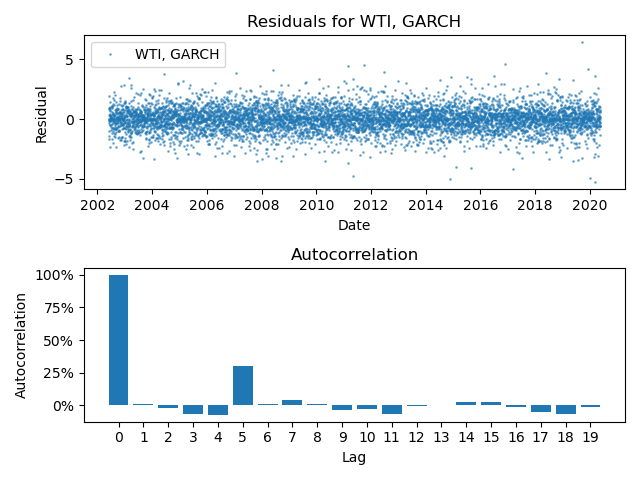 Residuals for WTI, GARCH
WTI, GARCH
5
0
−5
Residual
2002 2004 2006 2008 2010 2012 2014 2016 2018 2020
Date
Autocorrelation
100%
75%
50%
25%
0%
Autocorrelation
0 1 2 3 4 5 6 7 8 9 10 11 12 13 14 15 16 17 18 19
Lag